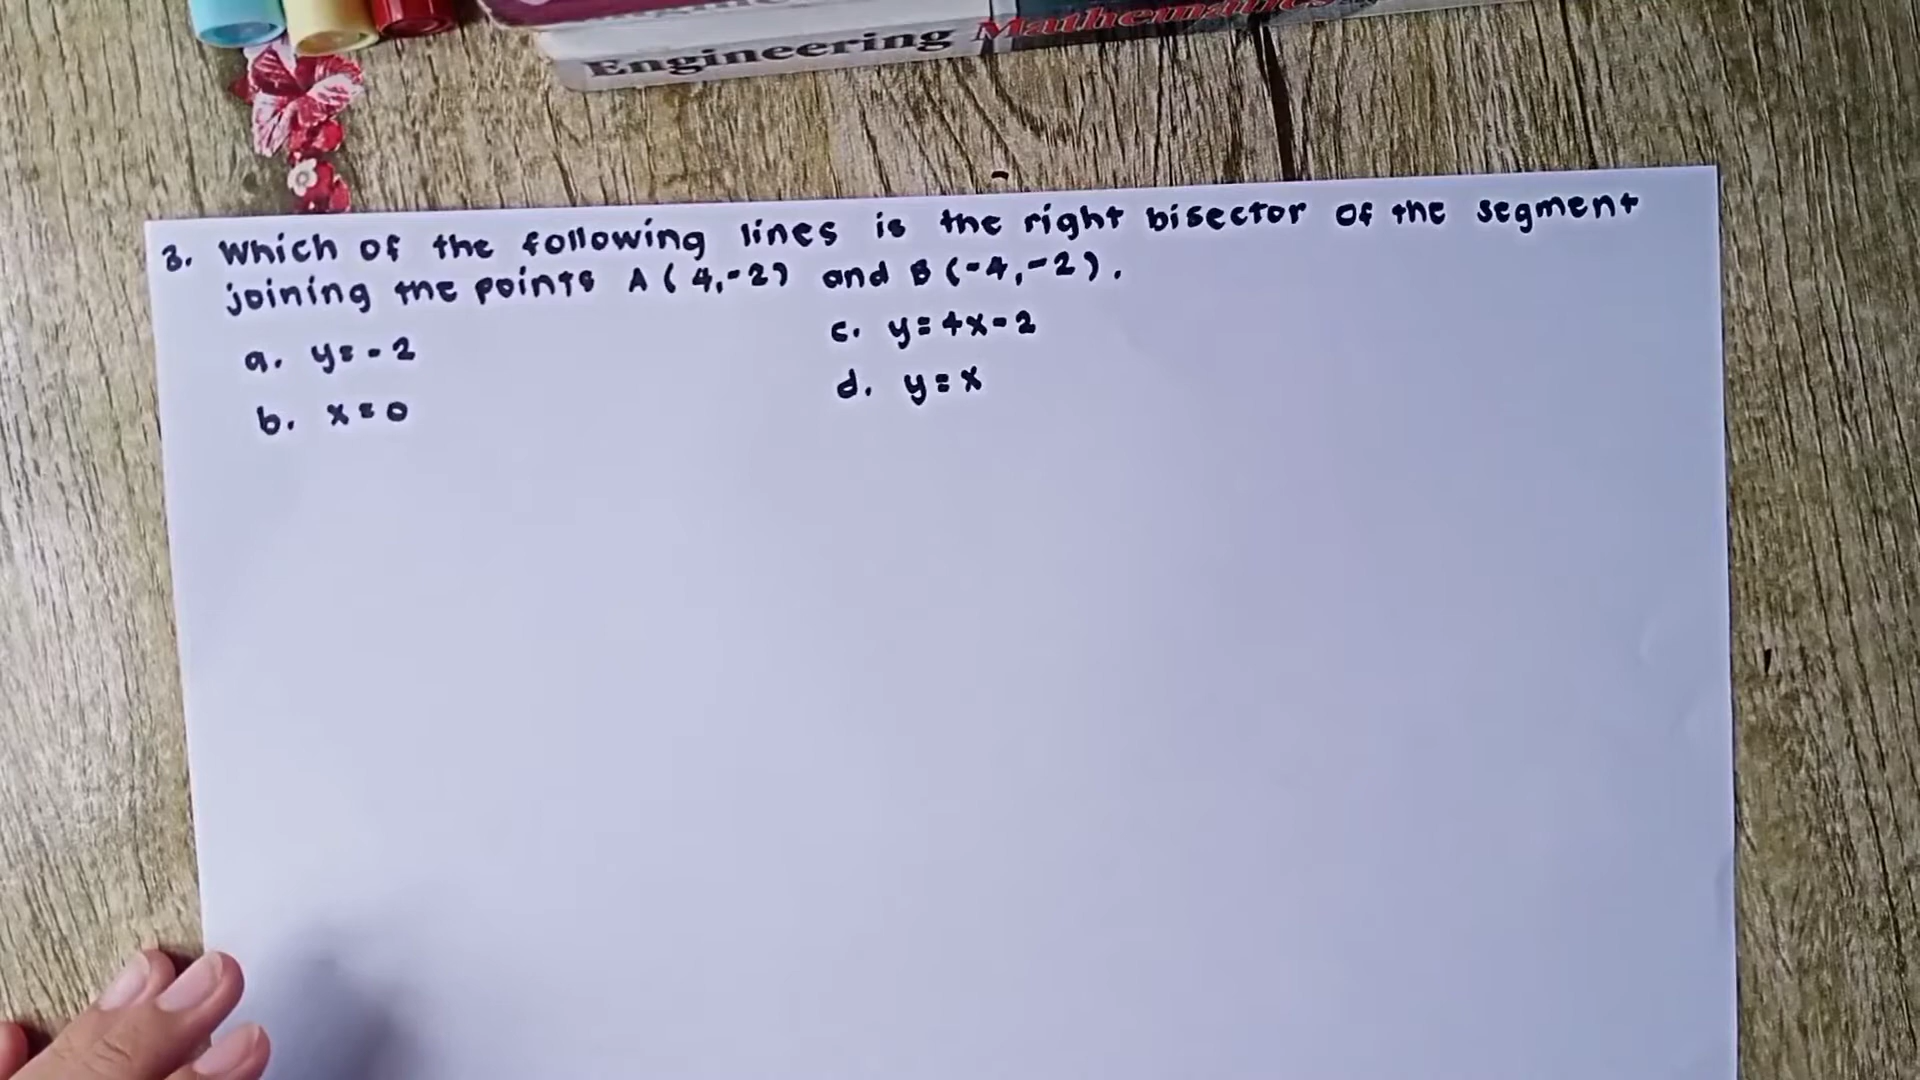 Engineering Mathematics
3. Which of the following lines is the right bisector of the segment
joining the points A(4,-2) and B(-4,-2).
a. y=-2
c. y=4x-2
b. x=0
d. y=x